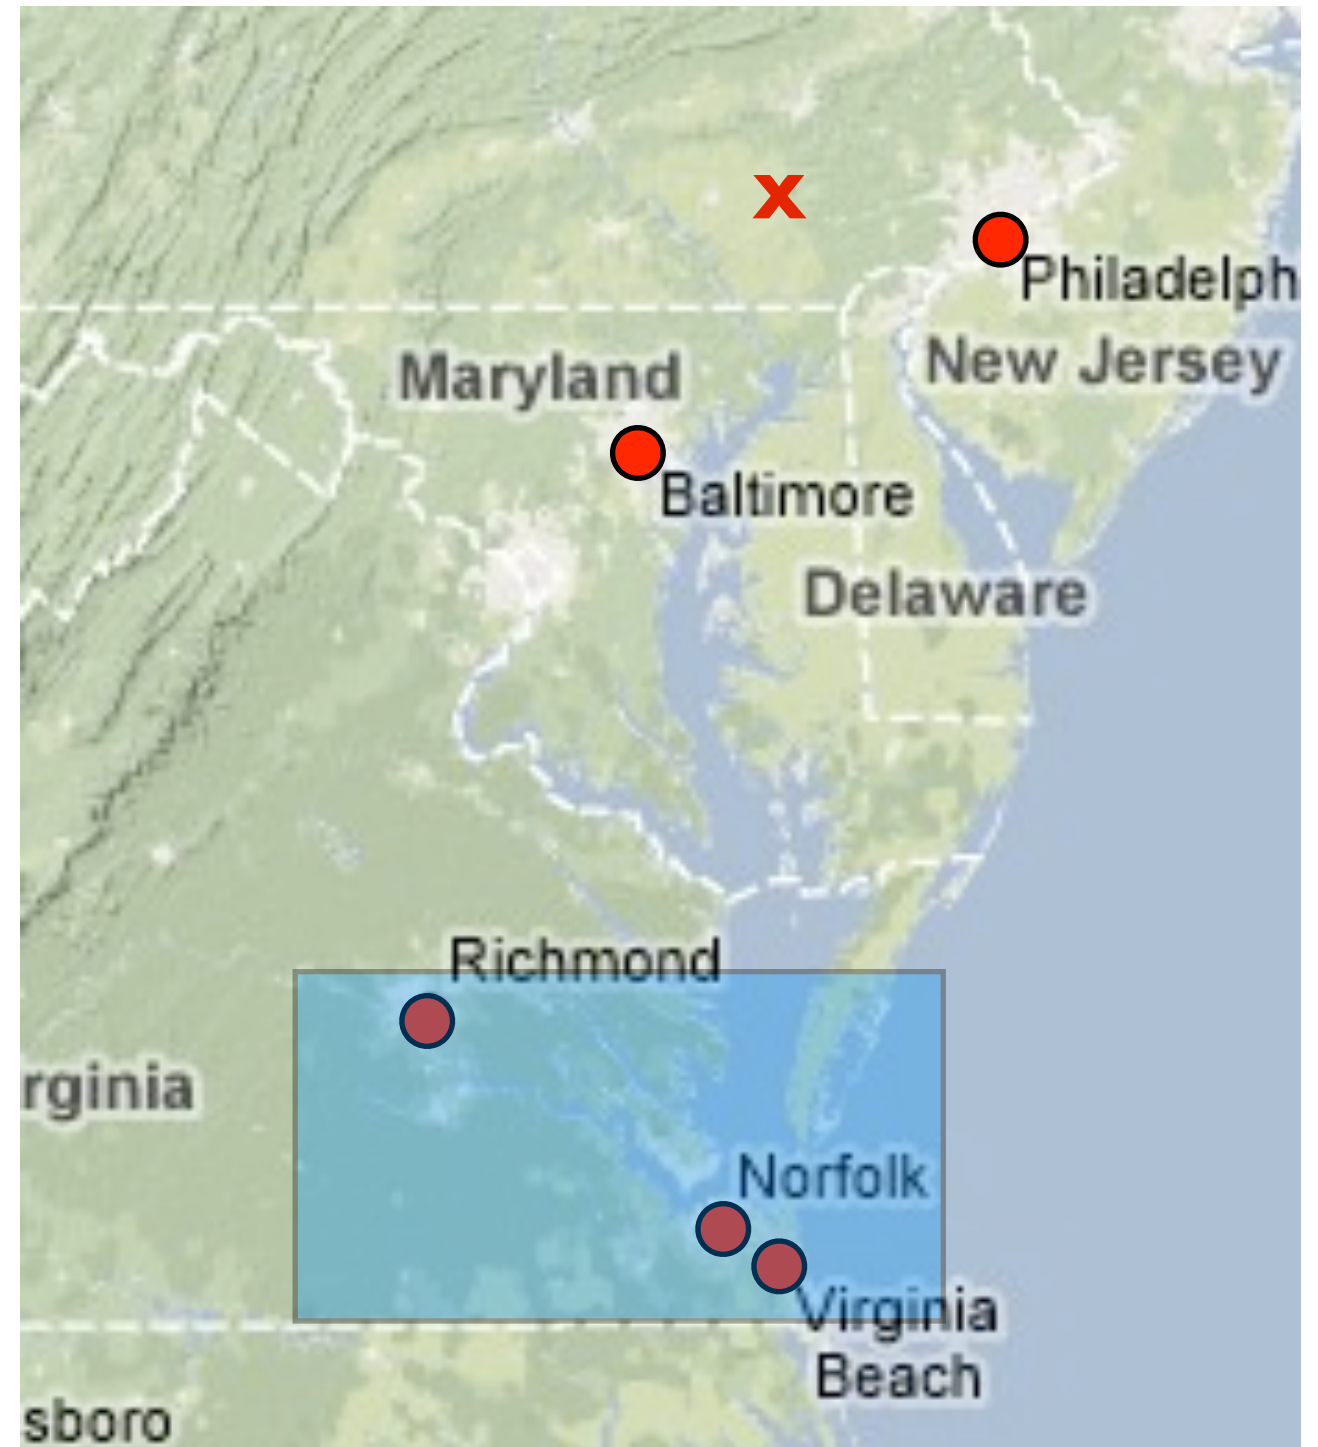 X
Philadelph
New Jersey
Maryland
Baltimore
Delaware
Richmond
rginia
Norfolk
Virginia
Beach
sboro